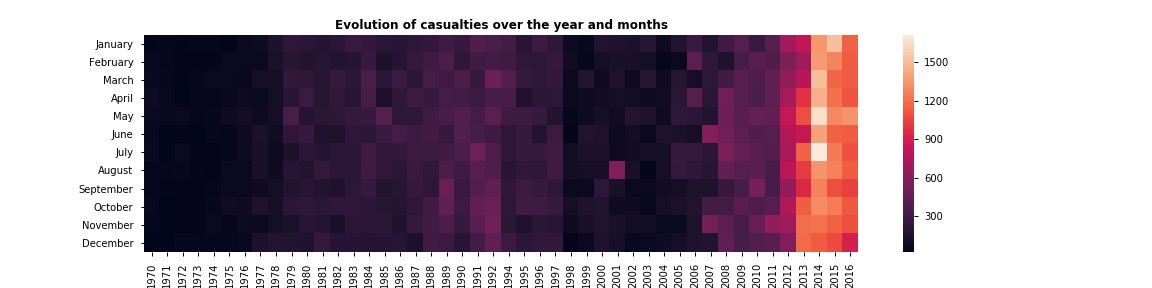 Evolution of casualties over the year and months
January
February
March
April
May
June
July
August
September
October
November
December
1500
1200
900
600
300
1970 1971 1972 1973 1974 1975 1976 1977 1978 1979 1980 1981 1982 1983 1984 1985 1986 1987 1988 1989 1990 1991 1992 1994 1995 1996 1997 1998 1999 2000 2001 2002 2003 2004 2005 2006 2007 2008 2009 2010 2011 2012 2013 2014 2015 2016